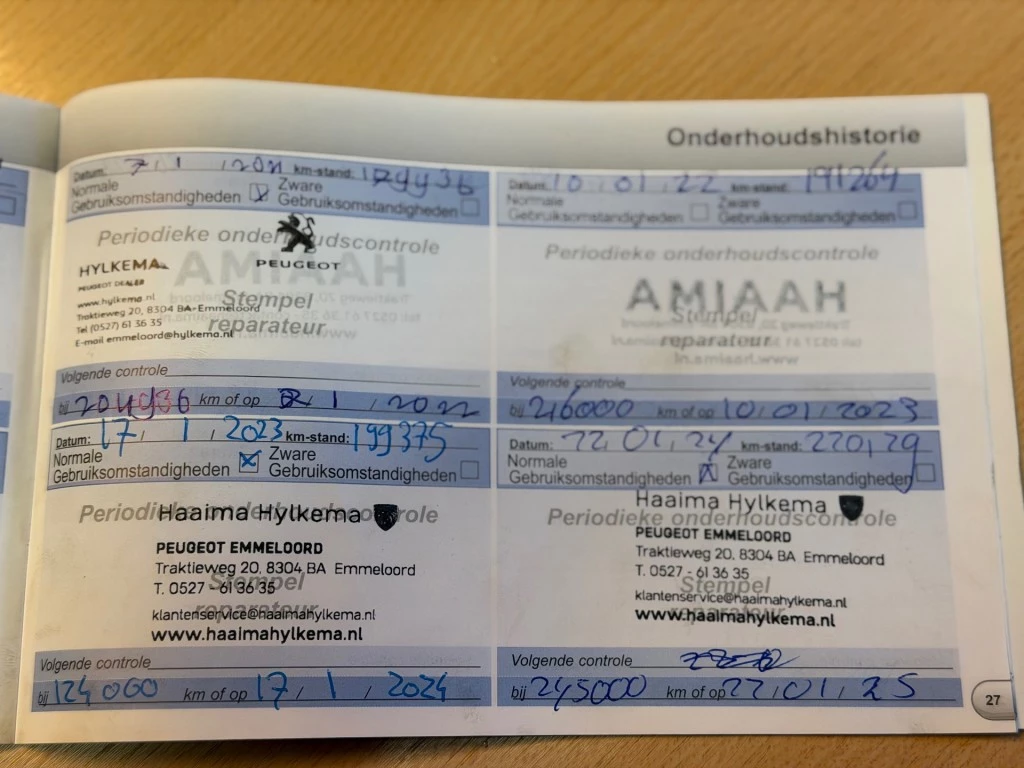 Onderhoudshistorie
Datum: 7 / 1 / 2021 km-stand: 179936
Normale Gebruiksomstandigheden Zware Gebruiksomstandigheden
Periodieke onderhoudscontrole
PEUGEOT
HYLKEMA
PEUGEOT DEALER
www.hylkema.nl
Stempel
Traktieweg 20, 8304 BA Emmeloord
Tel (0527) 61 36 35
reparateur
E-mail emmeloord@hylkema.nl
Volgende controle
bij 204936 km of op 1 / 2022
Datum: 10/01/22 km-stand: 191264
Normale Gebruiksomstandigheden Zware Gebruiksomstandigheden
Periodieke onderhoudscontrole
Stempel
reparateur
Volgende controle
bij 216000 km of op 10/01/2023
Datum: 17 / 1 / 2023 km-stand: 199375
Normale Gebruiksomstandigheden Zware Gebruiksomstandigheden
Periodieke onderhoudscontrole
Haaima Hylkema
PEUGEOT EMMELOORD
Traktieweg 20, 8304 BA Emmeloord
Stempel
T. 0527 - 61 36 35
reparateur
klantenservice@haaimahylkema.nl
www.haaimahylkema.nl
Volgende controle
bij 124000 km of op 17 / 1 / 2024
Datum: 22/01/24 km-stand:
Normale Gebruiksomstandigheden Zware Gebruiksomstandigheden
Haaima Hylkema
Periodieke onderhoudscontrole
PEUGEOT EMMELOORD
Traktieweg 20, 8304 BA Emmeloord
T. 0527 - 61 36 35
Stempel
klantenservice@haaimahylkema.nl
reparateur
www.haaimahylkema.nl
Volgende controle
bij 245000 km of op 22/01/25
27